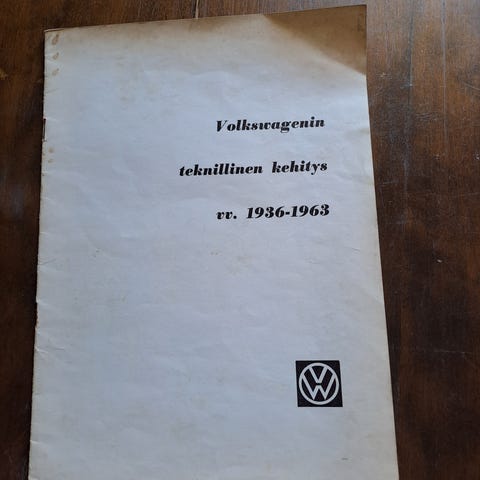 Volkswagenin
teknillinen kehitys
vv. 1936-1963
VW